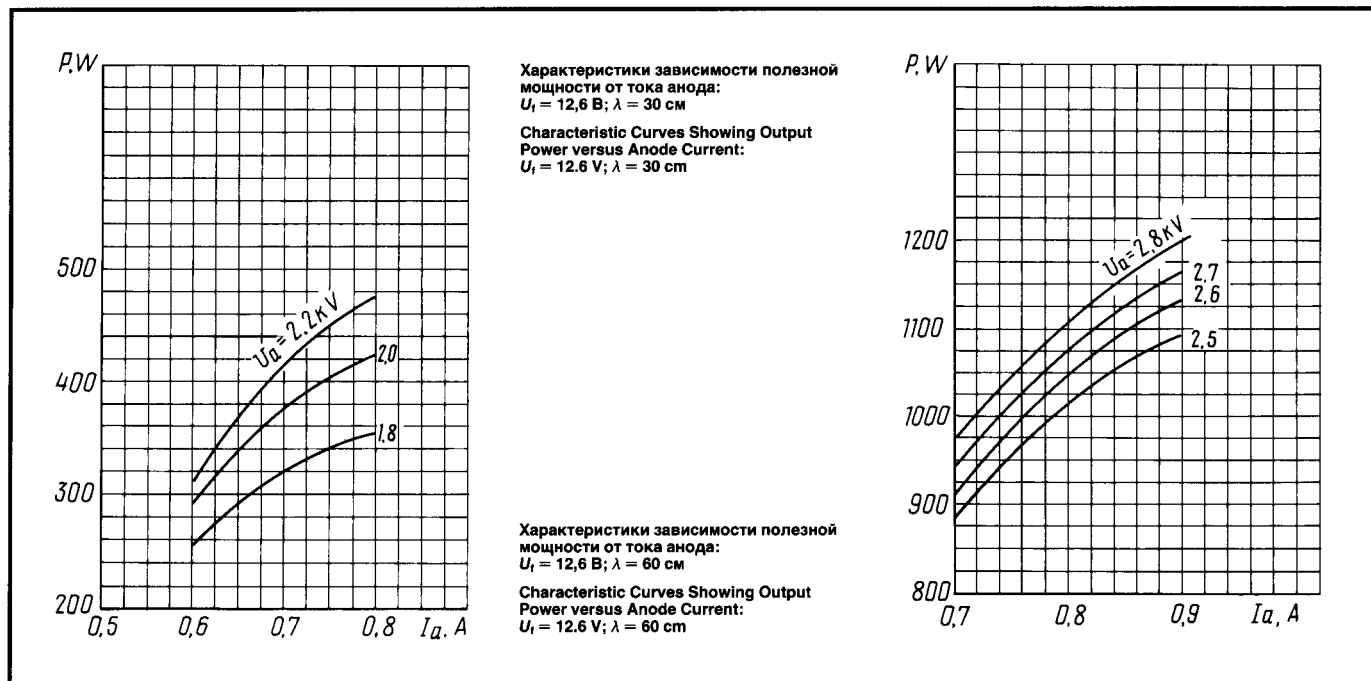 P,W
500
400
300
200
0,5
0,6
0,7
0,8
Ia, A
Ua=2,2кV
2,0
1,8
Характеристики зависимости полезной
мощности от тока анода:
Uf = 12,6 В; λ = 30 см
Characteristic Curves Showing Output
Power versus Anode Current:
Uf = 12.6 V; λ = 30 cm
Характеристики зависимости полезной
мощности от тока анода:
Uf = 12,6 В; λ = 60 см
Characteristic Curves Showing Output
Power versus Anode Current:
Uf = 12.6 V; λ = 60 cm
P,W
1200
1100
1000
900
800
0,7
0,8
0,9
Ia, A
Ua=2,8кV
2,7
2,6
2,5